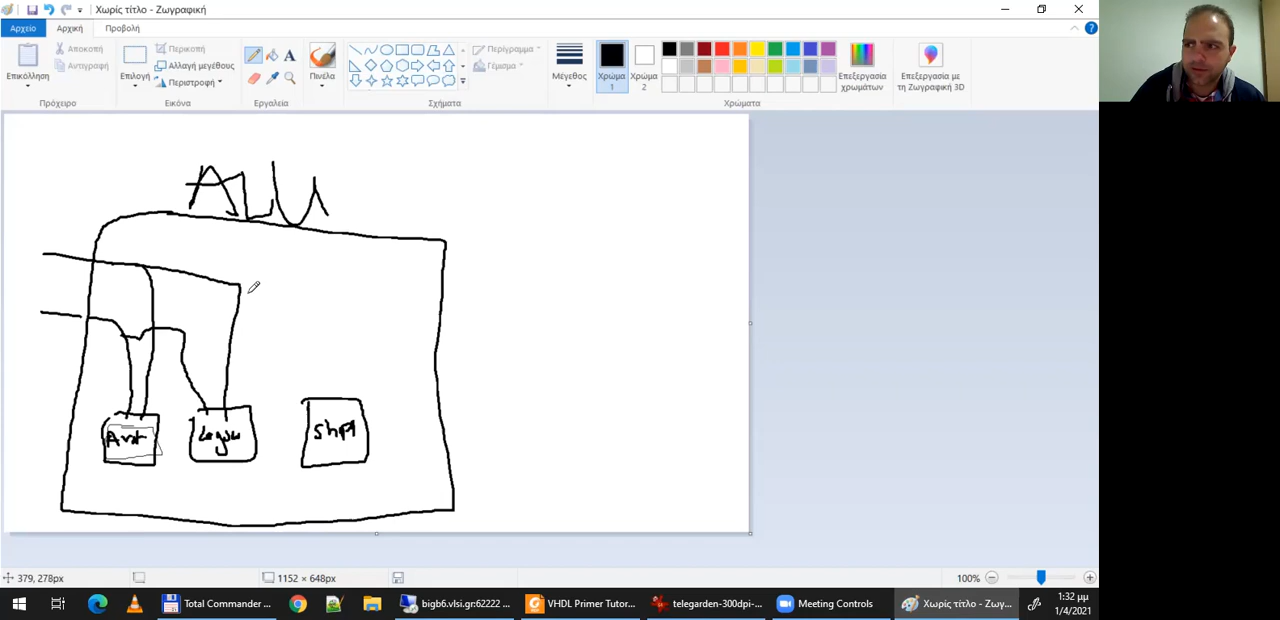 Χωρίς τίτλο - Ζωγραφική
Αρχείο Αρχική Προβολή
Επικόλληση
Αποκοπή
Αντιγραφή
Πρόχειρο
Επιλογή
Περικοπή
Αλλαγή μεγέθους
Περιστροφή
Εικόνα
A
Εργαλεία
Πινέλα
Σχήματα
Περίγραμμα
Γέμισμα
Μέγεθος
Χρώμα 1
Χρώμα 2
Χρώματα
Επεξεργασία χρωμάτων
Επεξεργασία με τη Ζωγραφική 3D
ALU
379, 278px
1152 × 648px
100%
Total Commander ...
bigb6.vlsi.gr:62222 ...
VHDL Primer Tutor...
telegarden-300dpi-...
Meeting Controls
Χωρίς τίτλο - Ζωγ...
1:32 μμ
1/4/2021